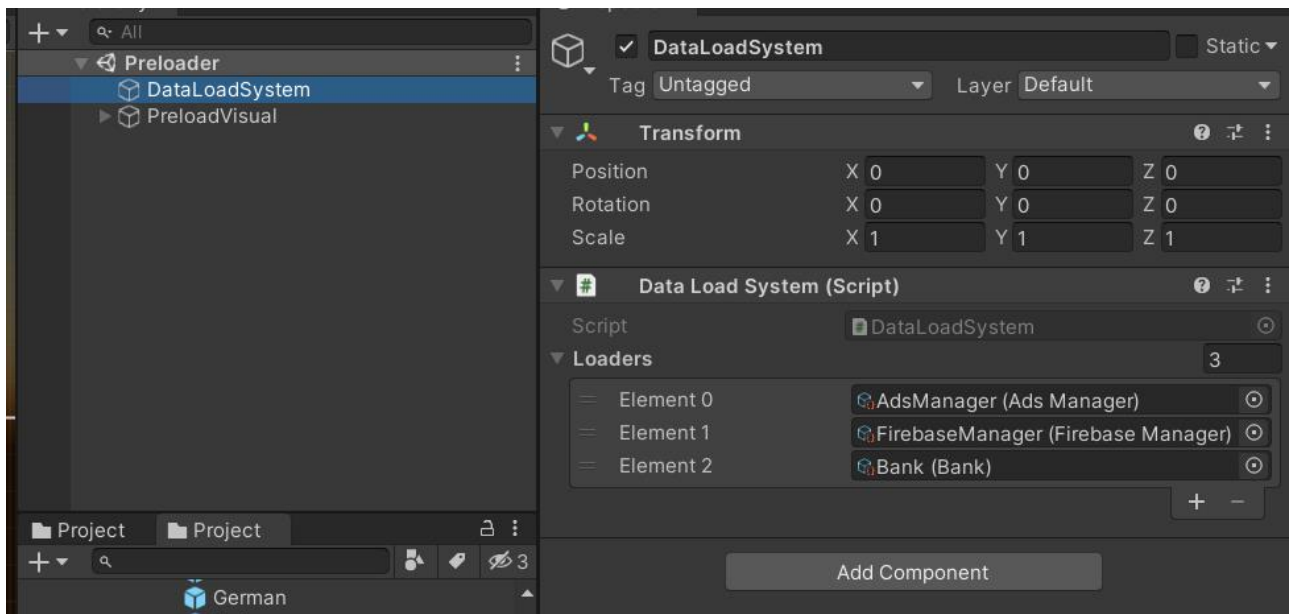 All
Preloader
DataLoadSystem
PreloadVisual
Project Project
3
German
DataLoadSystem Static
Tag Untagged Layer Default
Transform
Position X 0 Y 0 Z 0
Rotation X 0 Y 0 Z 0
Scale X 1 Y 1 Z 1
# Data Load System (Script)
Script DataLoadSystem
Loaders 3
Element 0 AdsManager (Ads Manager)
Element 1 FirebaseManager (Firebase Manager)
Element 2 Bank (Bank)
Add Component